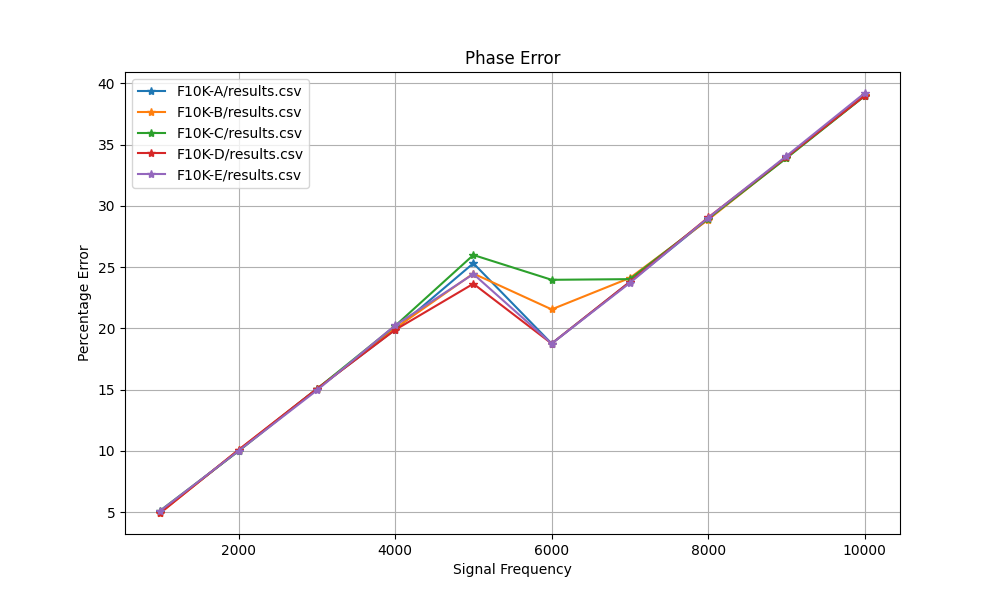 Phase Error
40
35
30
25
20
15
10
5
Percentage Error
F10K-A/results.csv
F10K-B/results.csv
F10K-C/results.csv
F10K-D/results.csv
F10K-E/results.csv
2000 4000 6000 8000 10000
Signal Frequency